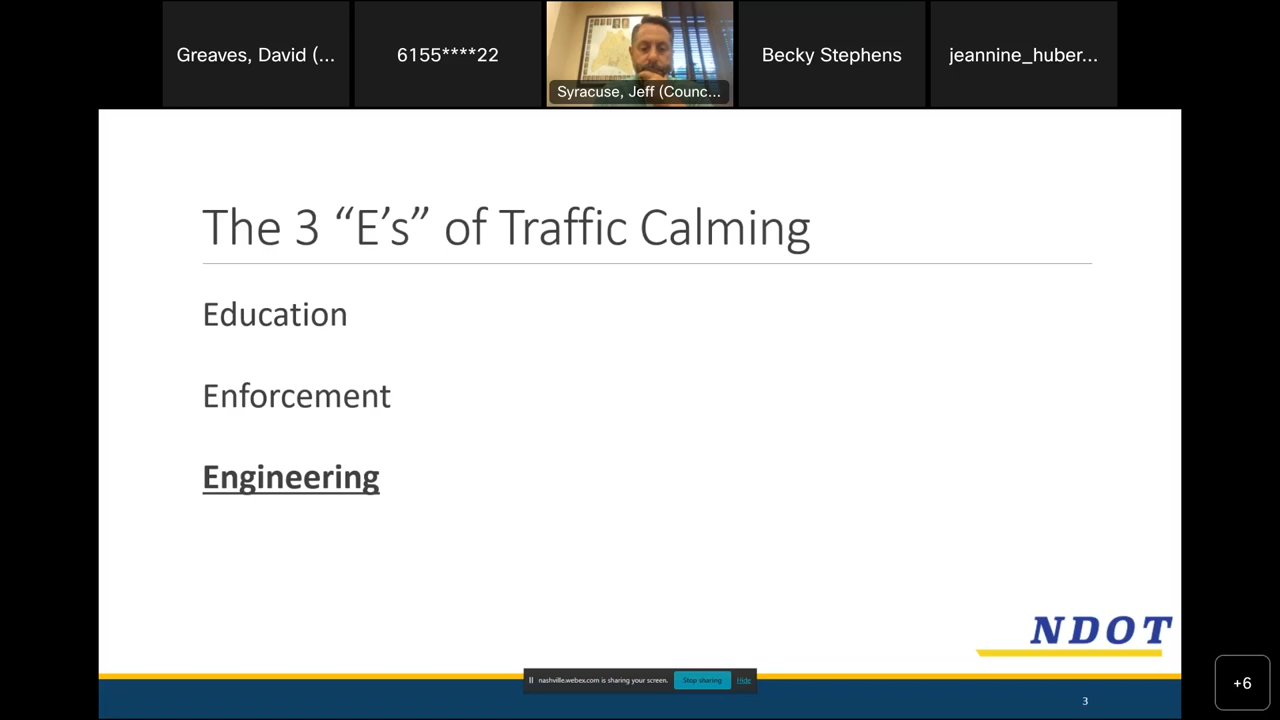 Greaves, David (...
6155****22
Syracuse, Jeff (Counc...
Becky Stephens
jeannine_huber...
The 3 “E’s” of Traffic Calming
Education
Enforcement
Engineering
NDOT
nashville.webex.com is sharing your screen.
Stop sharing
Hide
3
+6